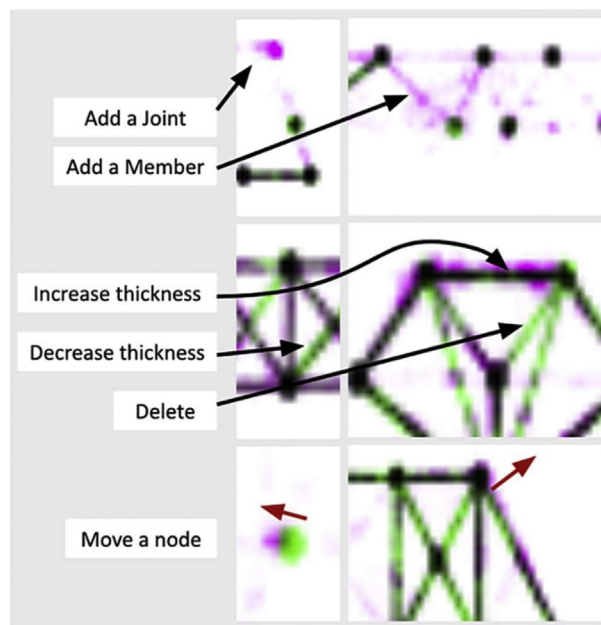 Add a Joint
Add a Member
Increase thickness
Decrease thickness
Delete
Move a node